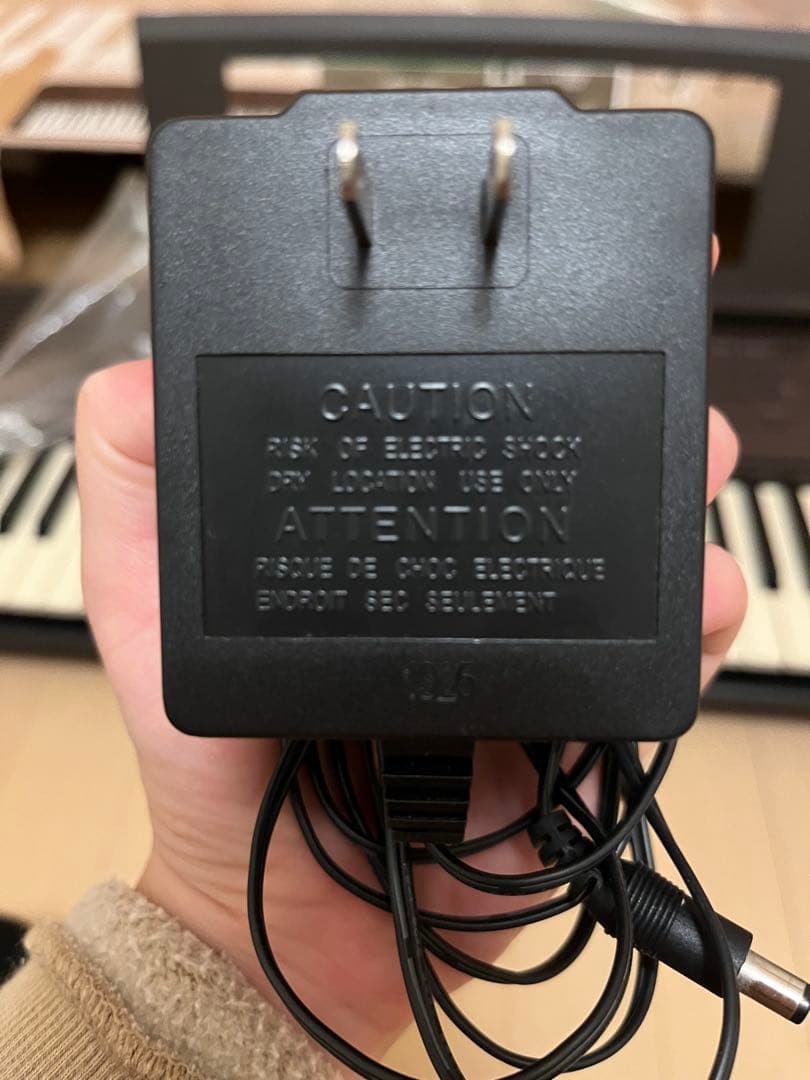 CAUTION
RISK OF ELECTRIC SHOCK
DRY LOCATION USE ONLY
ATTENTION
RISQUE DE CHOC ELECTRIQUE
ENDROIT SEC SEULEMENT